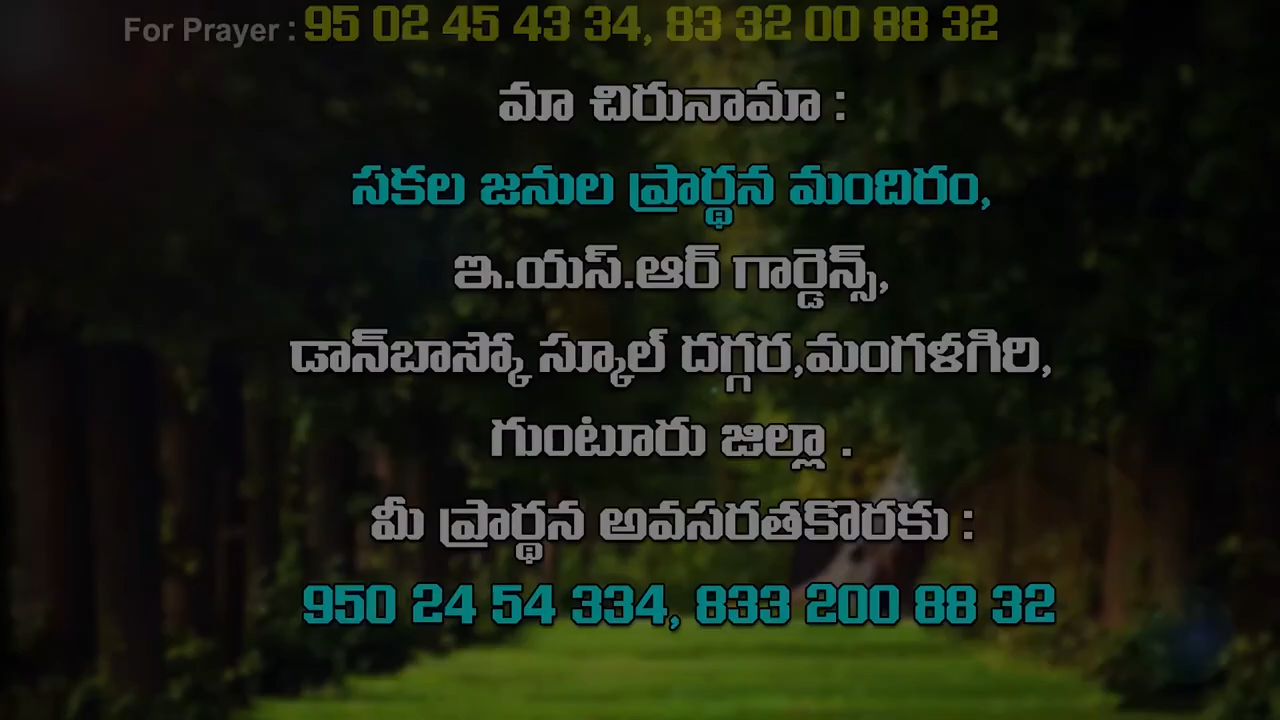 For Prayer : 95 02 45 43 34, 83 32 00 88 32
మా చిరునామా :
సకల జనుల ప్రార్థన మందిరం,
ఇ.యస్.ఆర్ గార్డెన్స్,
డాన్‌బాస్కో స్కూల్ దగ్గర,మంగళగిరి,
గుంటూరు జిల్లా .
మీ ప్రార్థన అవసరతకొరకు :
950 24 54 334, 833 200 88 32